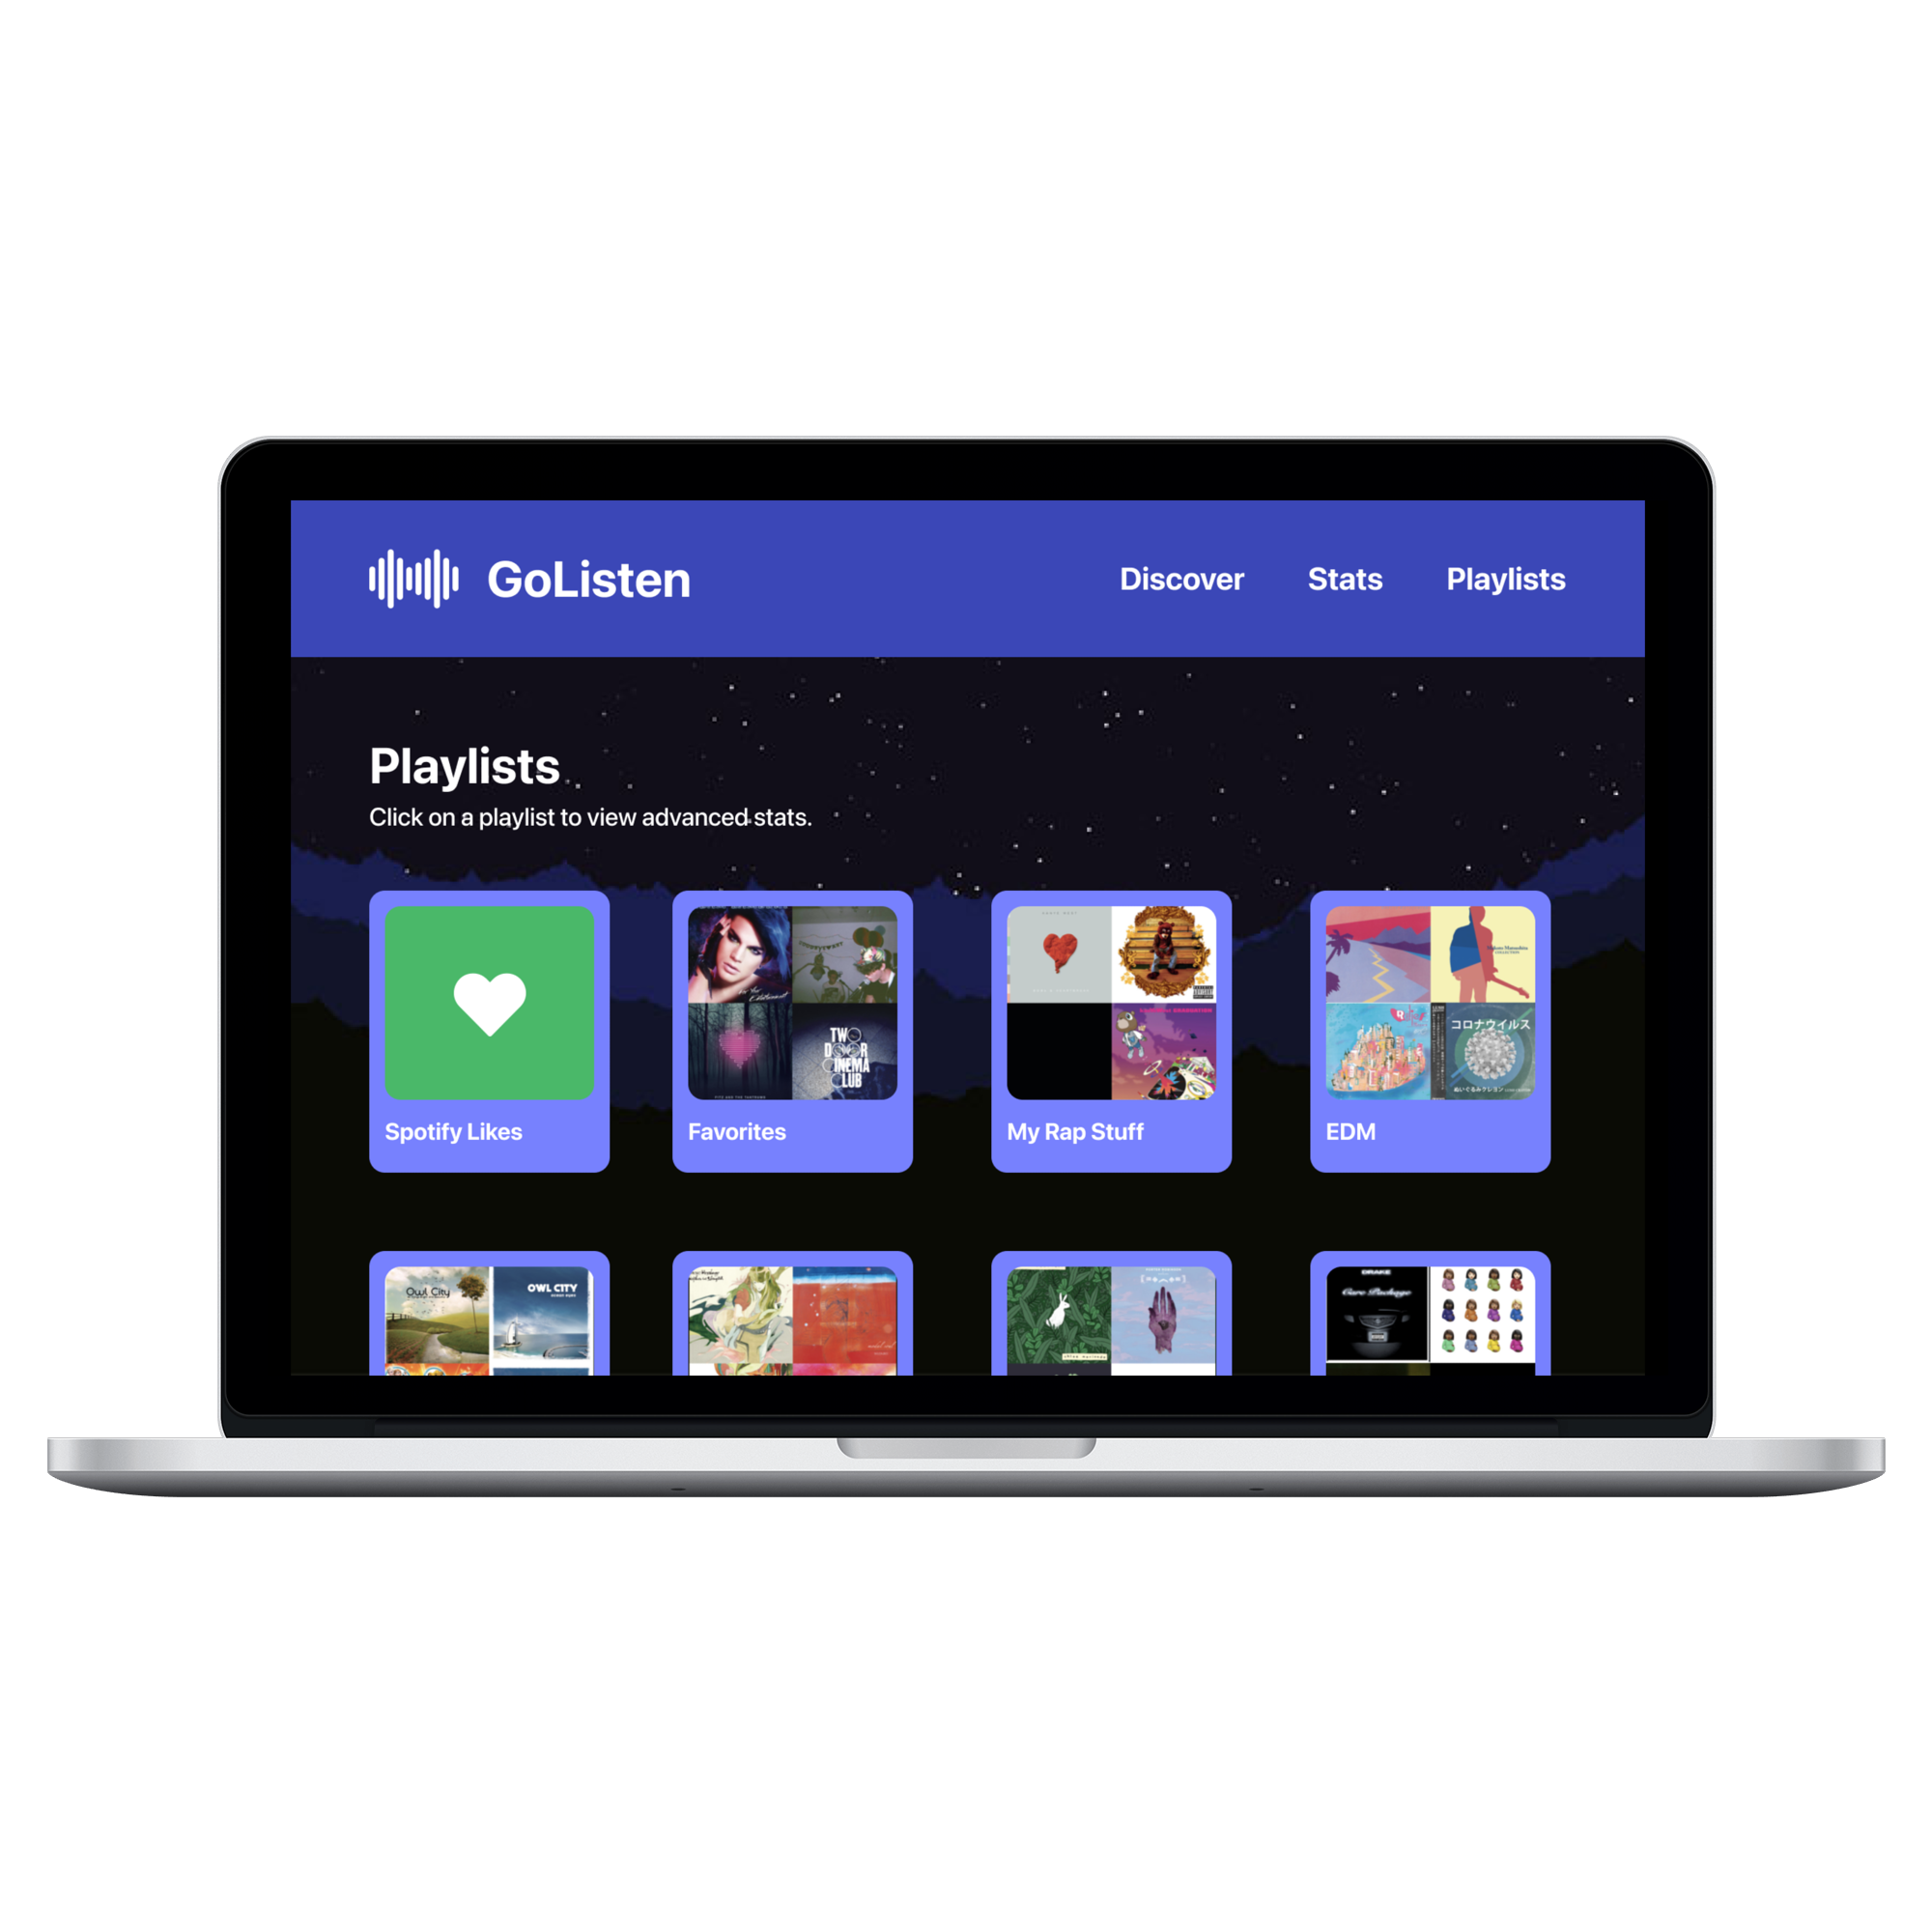 GoListen
Discover Stats Playlists
Playlists
Click on a playlist to view advanced stats.
TWO
DOOR
CINEMA
CLUB
コロナウイルス
Spotify Likes
Favorites
My Rap Stuff
EDM
Owl City
OWL CITY
DRAKE
Care Package